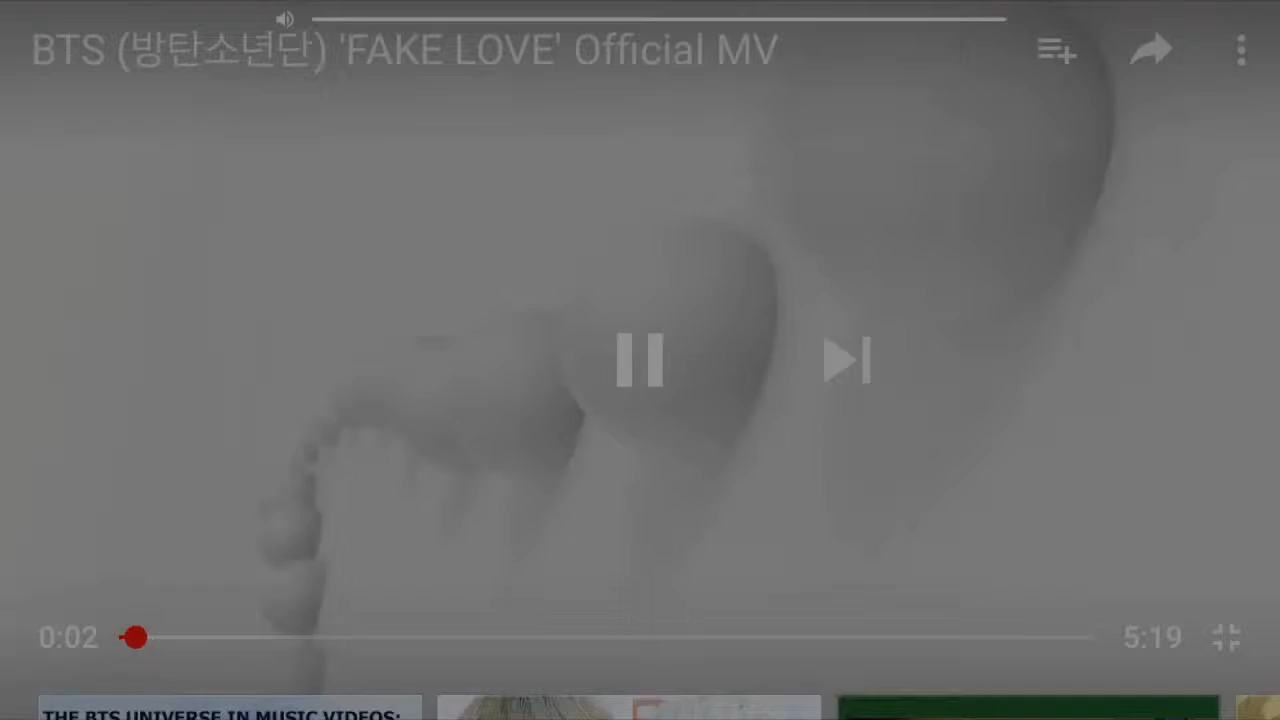 BTS (방탄소년단) 'FAKE LOVE' Official MV
0:02
5:19
THE BTS UNIVERSE IN MUSIC VIDEOS: